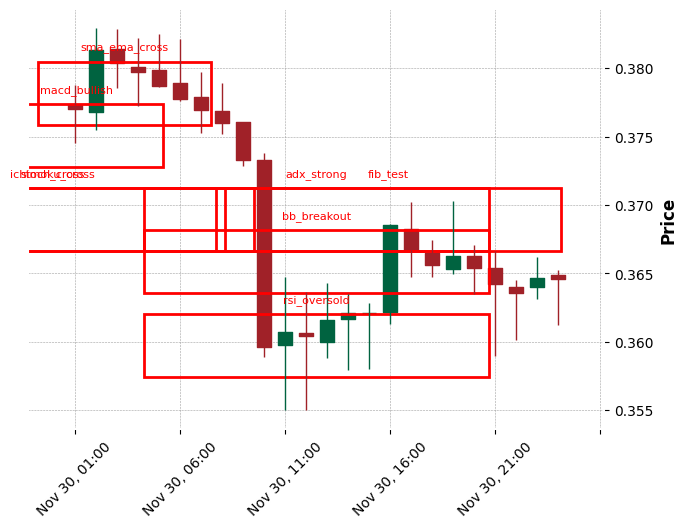 sma_ema_cross
0.380
macd_bullish
0.375
stoch_cross
adx_strong
fib_test
0.370
bb_breakout
Price
0.365
rsi_oversold
0.360
0.355
Nov 30, 01:00
Nov 30, 06:00
Nov 30, 11:00
Nov 30, 16:00
Nov 30, 21:00